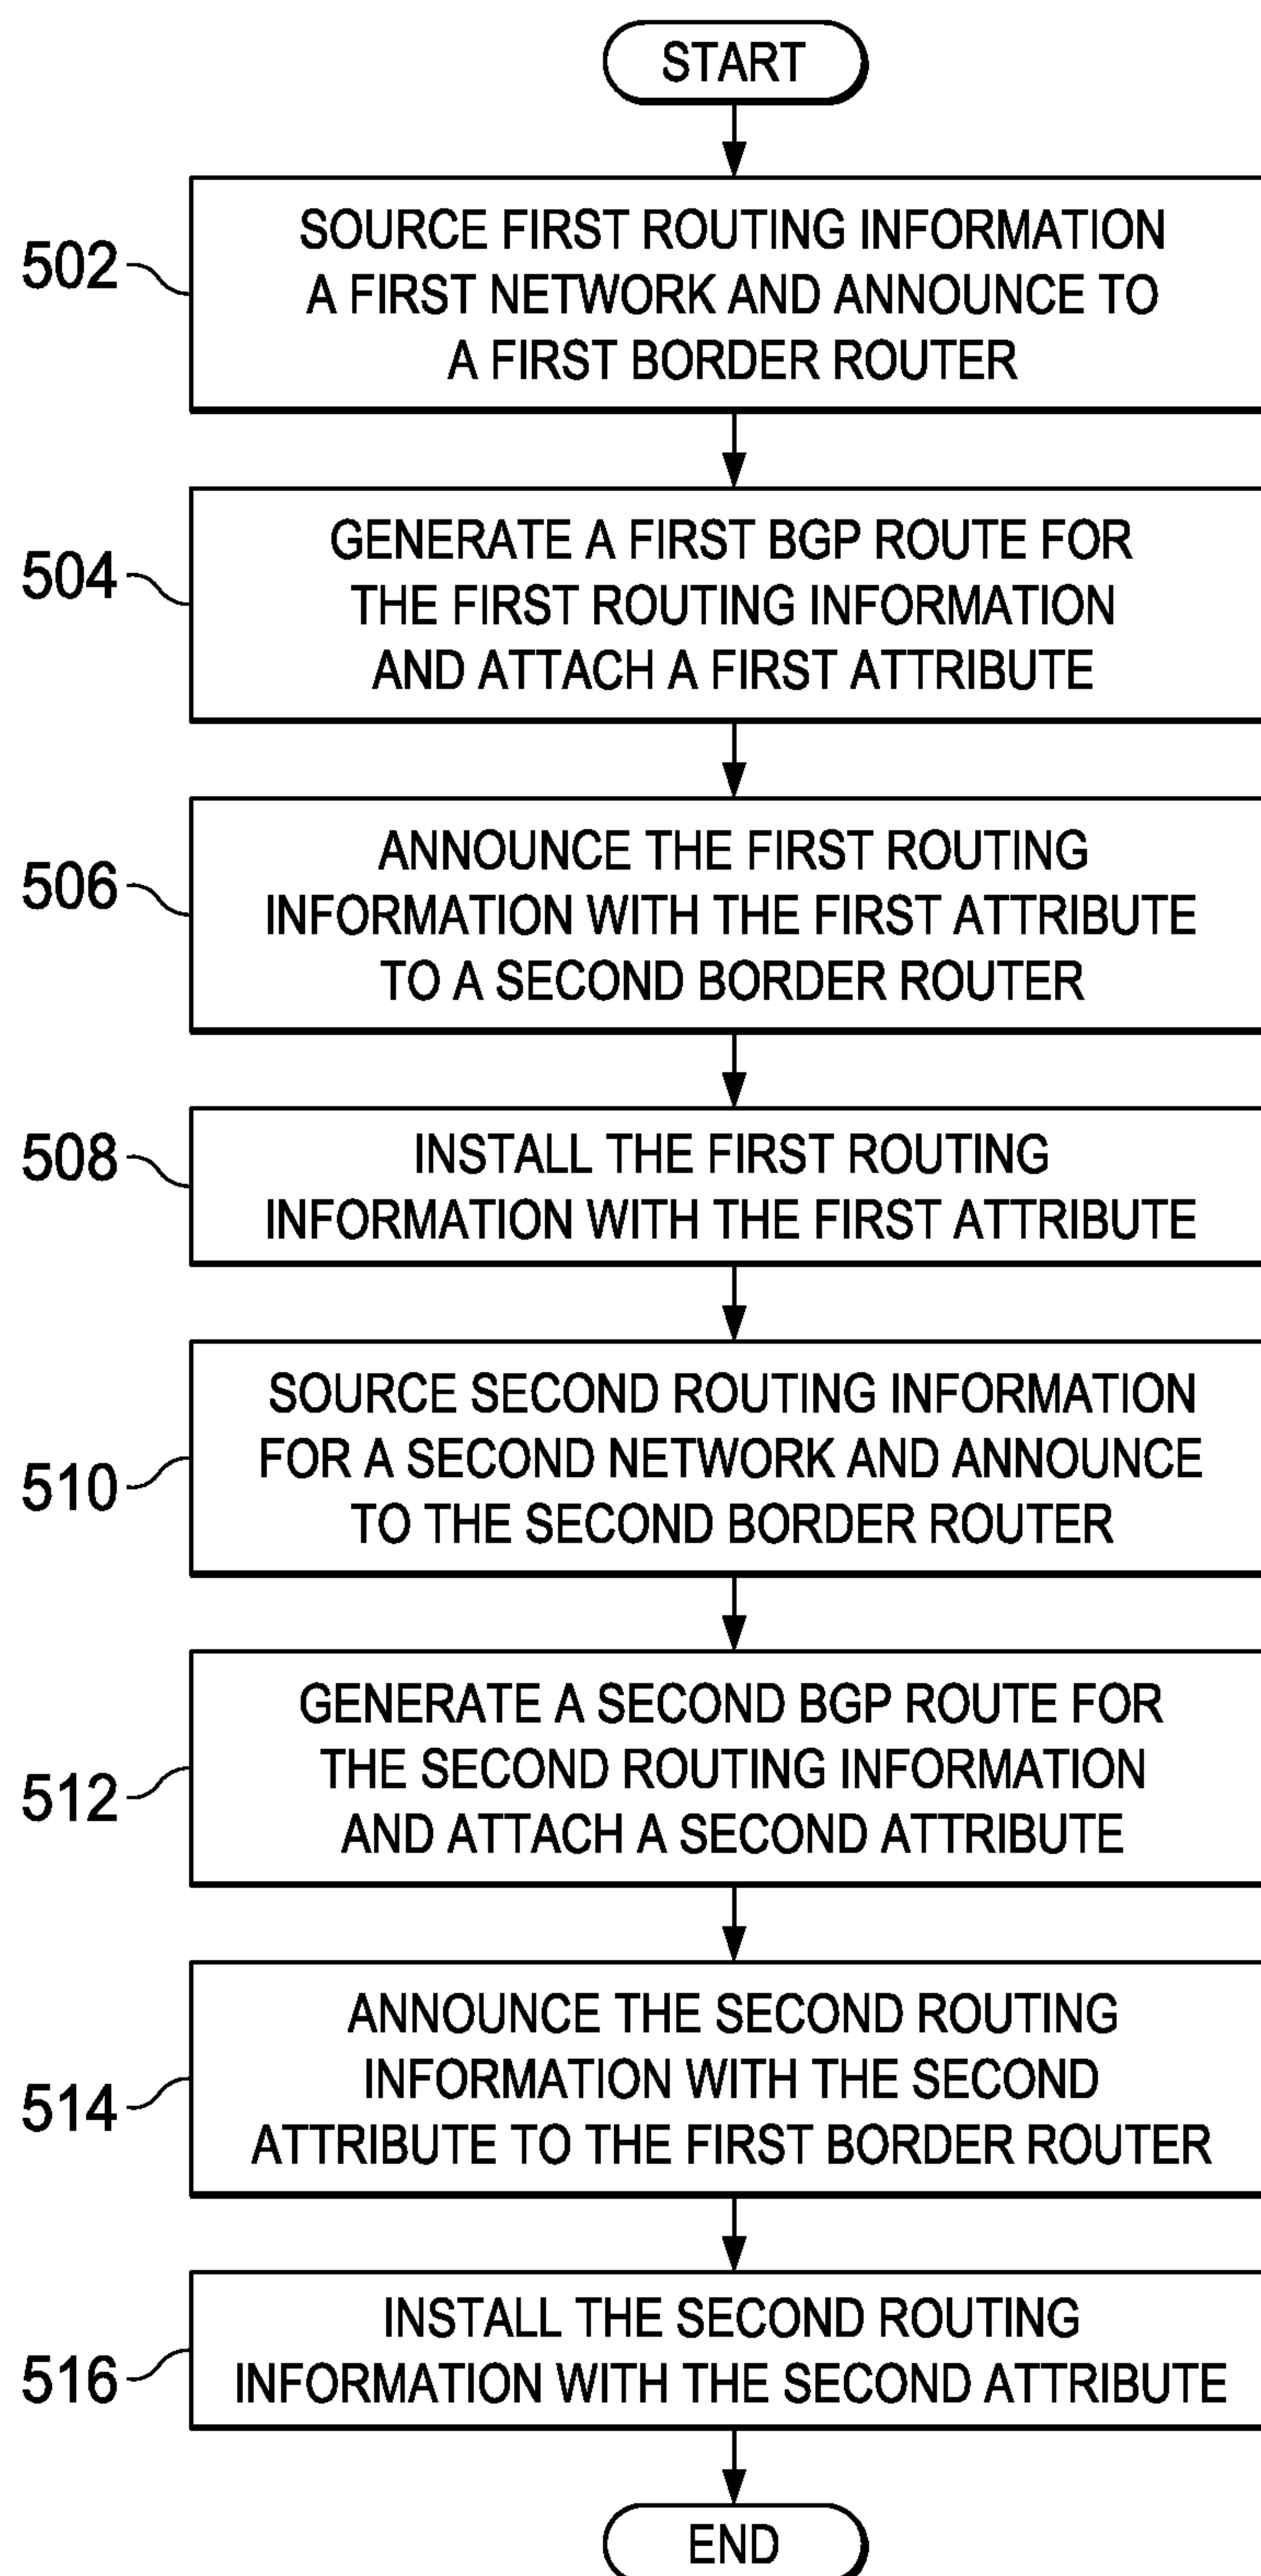 START
502
SOURCE FIRST ROUTING INFORMATION
A FIRST NETWORK AND ANNOUNCE TO
A FIRST BORDER ROUTER
504
GENERATE A FIRST BGP ROUTE FOR
THE FIRST ROUTING INFORMATION
AND ATTACH A FIRST ATTRIBUTE
506
ANNOUNCE THE FIRST ROUTING
INFORMATION WITH THE FIRST ATTRIBUTE
TO A SECOND BORDER ROUTER
508
INSTALL THE FIRST ROUTING
INFORMATION WITH THE FIRST ATTRIBUTE
510
SOURCE SECOND ROUTING INFORMATION
FOR A SECOND NETWORK AND ANNOUNCE
TO THE SECOND BORDER ROUTER
512
GENERATE A SECOND BGP ROUTE FOR
THE SECOND ROUTING INFORMATION
AND ATTACH A SECOND ATTRIBUTE
514
ANNOUNCE THE SECOND ROUTING
INFORMATION WITH THE SECOND
ATTRIBUTE TO THE FIRST BORDER ROUTER
516
INSTALL THE SECOND ROUTING
INFORMATION WITH THE SECOND ATTRIBUTE
END